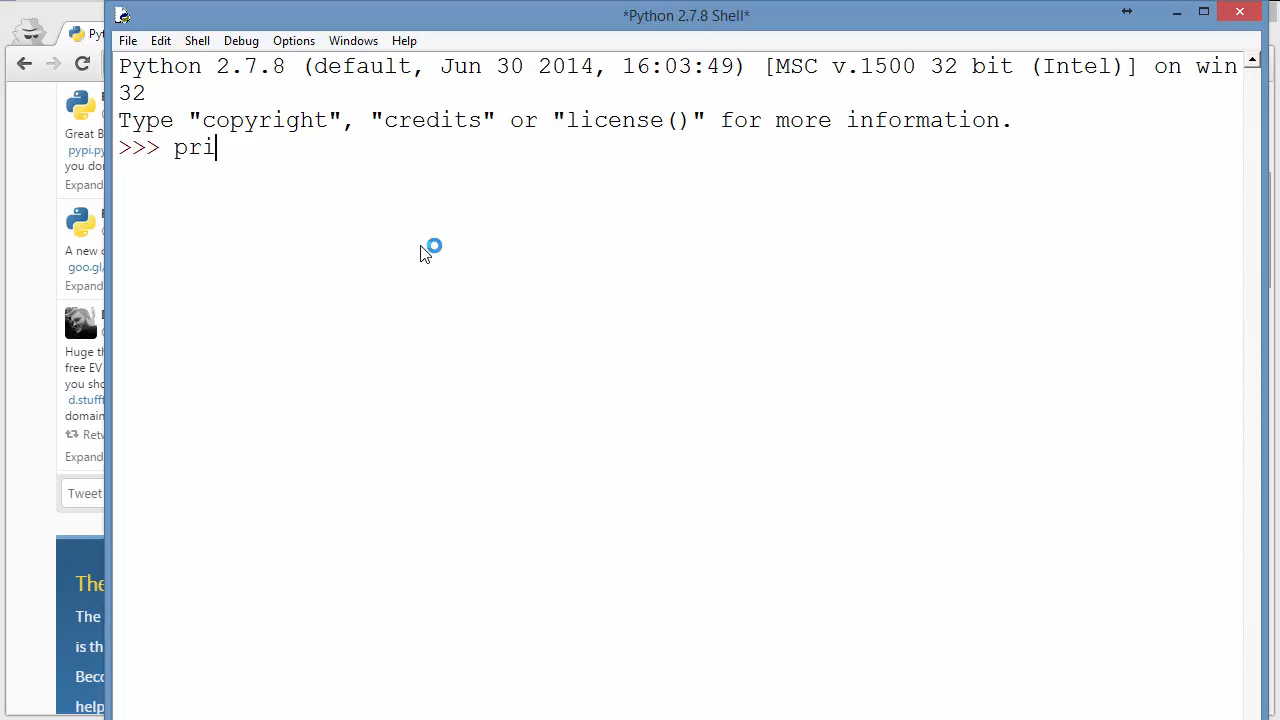 *Python 2.7.8 Shell*
File Edit Shell Debug Options Windows Help
Python 2.7.8 (default, Jun 30 2014, 16:03:49) [MSC v.1500 32 bit (Intel)] on win
32
Type "copyright", "credits" or "license()" for more information.
>>> pri
Great B
pypi.py
you don
Expand
A new
goo.gl/
Expand
Huge th
free EV
you sho
d.stufff
domain
Retw
Expand
Tweet
The
The
is th
Beco
help